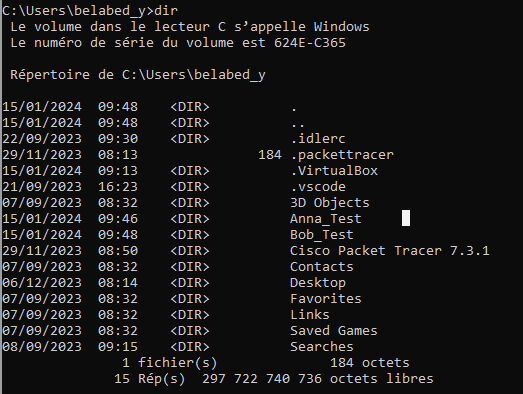 C:\Users\belabed_y>dir
Le volume dans le lecteur C s’appelle Windows
Le numéro de série du volume est 624E-C365
Répertoire de C:\Users\belabed_y
15/01/2024  09:48    <DIR>          .
15/01/2024  09:48    <DIR>          ..
22/09/2023  09:30    <DIR>          .idlerc
29/11/2023  08:13               184 .packettracer
15/01/2024  09:13    <DIR>          .VirtualBox
21/09/2023  16:23    <DIR>          .vscode
07/09/2023  08:32    <DIR>          3D Objects
15/01/2024  09:46    <DIR>          Anna_Test
15/01/2024  09:48    <DIR>          Bob_Test
29/11/2023  08:50    <DIR>          Cisco Packet Tracer 7.3.1
07/09/2023  08:32    <DIR>          Contacts
06/12/2023  08:14    <DIR>          Desktop
07/09/2023  08:32    <DIR>          Favorites
07/09/2023  08:32    <DIR>          Links
07/09/2023  08:32    <DIR>          Saved Games
08/09/2023  09:15    <DIR>          Searches
1 fichier(s)              184 octets
15 Rép(s)  297 722 740 736 octets libres